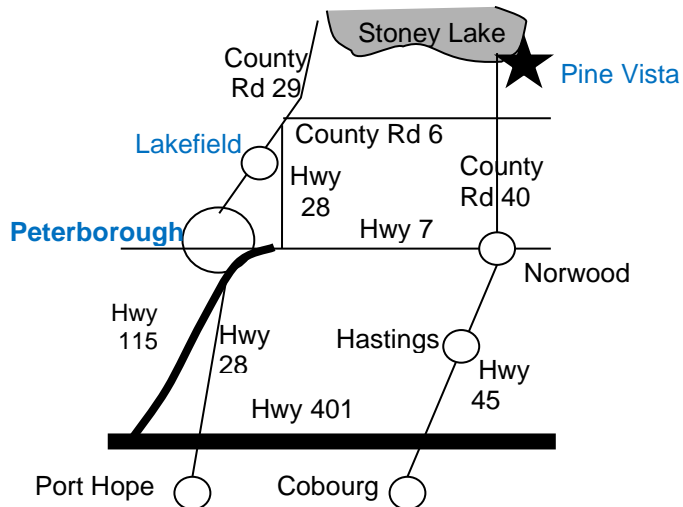 Stoney Lake
County
Rd 29
Pine Vista
County Rd 6
Lakefield
County
Rd 40
Hwy
28
Peterborough
Hwy 7
Norwood
Hwy
115
Hwy
28
Hastings
Hwy
45
Hwy 401
Port Hope
Cobourg